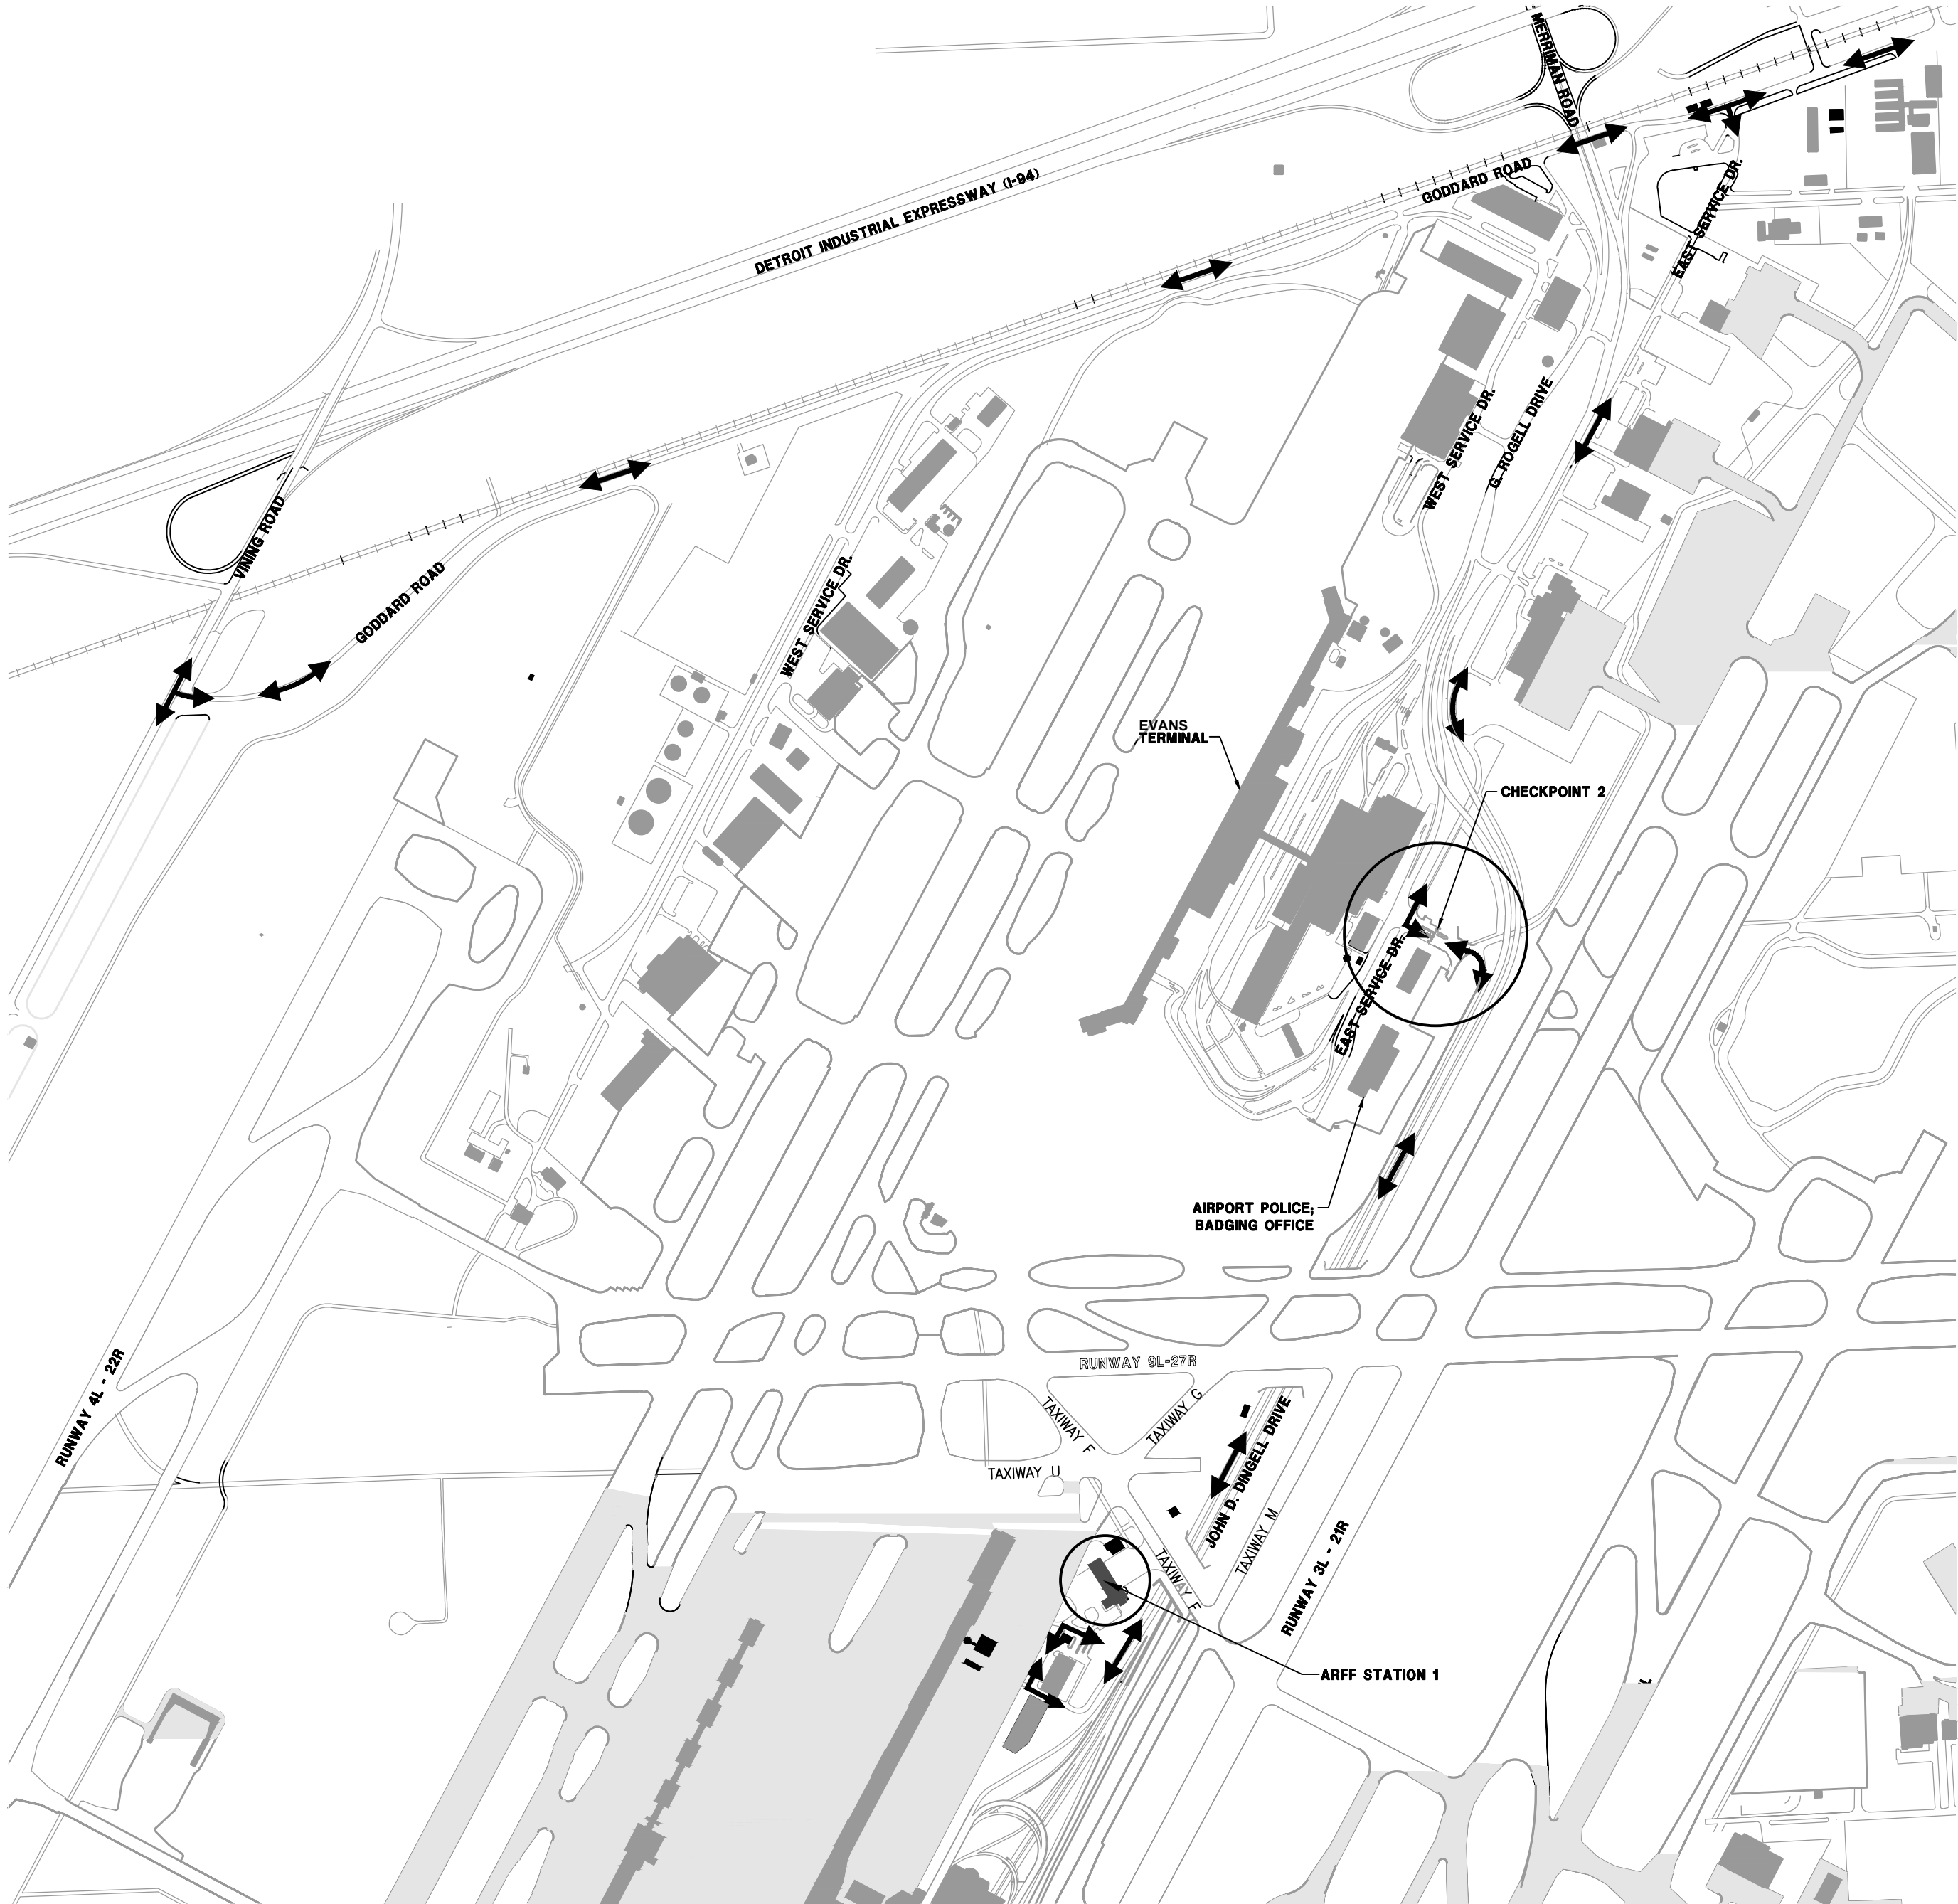 MERRIMAN ROAD
GODDARD ROAD
EAST SERVICE DR.
DETROIT INDUSTRIAL EXPRESSWAY (I-94)
WEST SERVICE DR.
G. ROGELL DRIVE
VINING ROAD
GODDARD ROAD
WEST SERVICE DR.
EVANS
TERMINAL
CHECKPOINT 2
EAST SERVICE DR.
AIRPORT POLICE;
BADGING OFFICE
RUNWAY 4L - 22R
RUNWAY 9L-27R
TAXIWAY F
TAXIWAY G
TAXIWAY U
JOHN D. DINGELL DRIVE
TAXIWAY M
TAXIWAY F
RUNWAY 3L - 21R
ARFF STATION 1